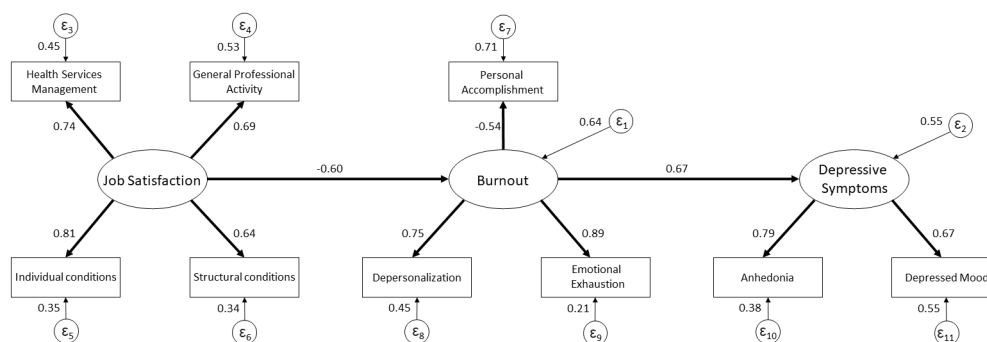 ε3
ε4
ε7
0.45
0.53
0.71
Health Services
Management
General Professional
Activity
Personal
Accomplishment
0.74
0.69
-0.54
0.64
ε1
0.55
ε2
Job Satisfaction
-0.60
Burnout
0.67
Depressive
Symptoms
0.81
0.64
0.75
0.89
0.79
0.67
Individual conditions
Structural conditions
Depersonalization
Emotional
Exhaustion
Anhedonia
Depressed Mood
0.35
0.34
0.45
0.21
0.38
0.55
ε5
ε6
ε8
ε9
ε10
ε11